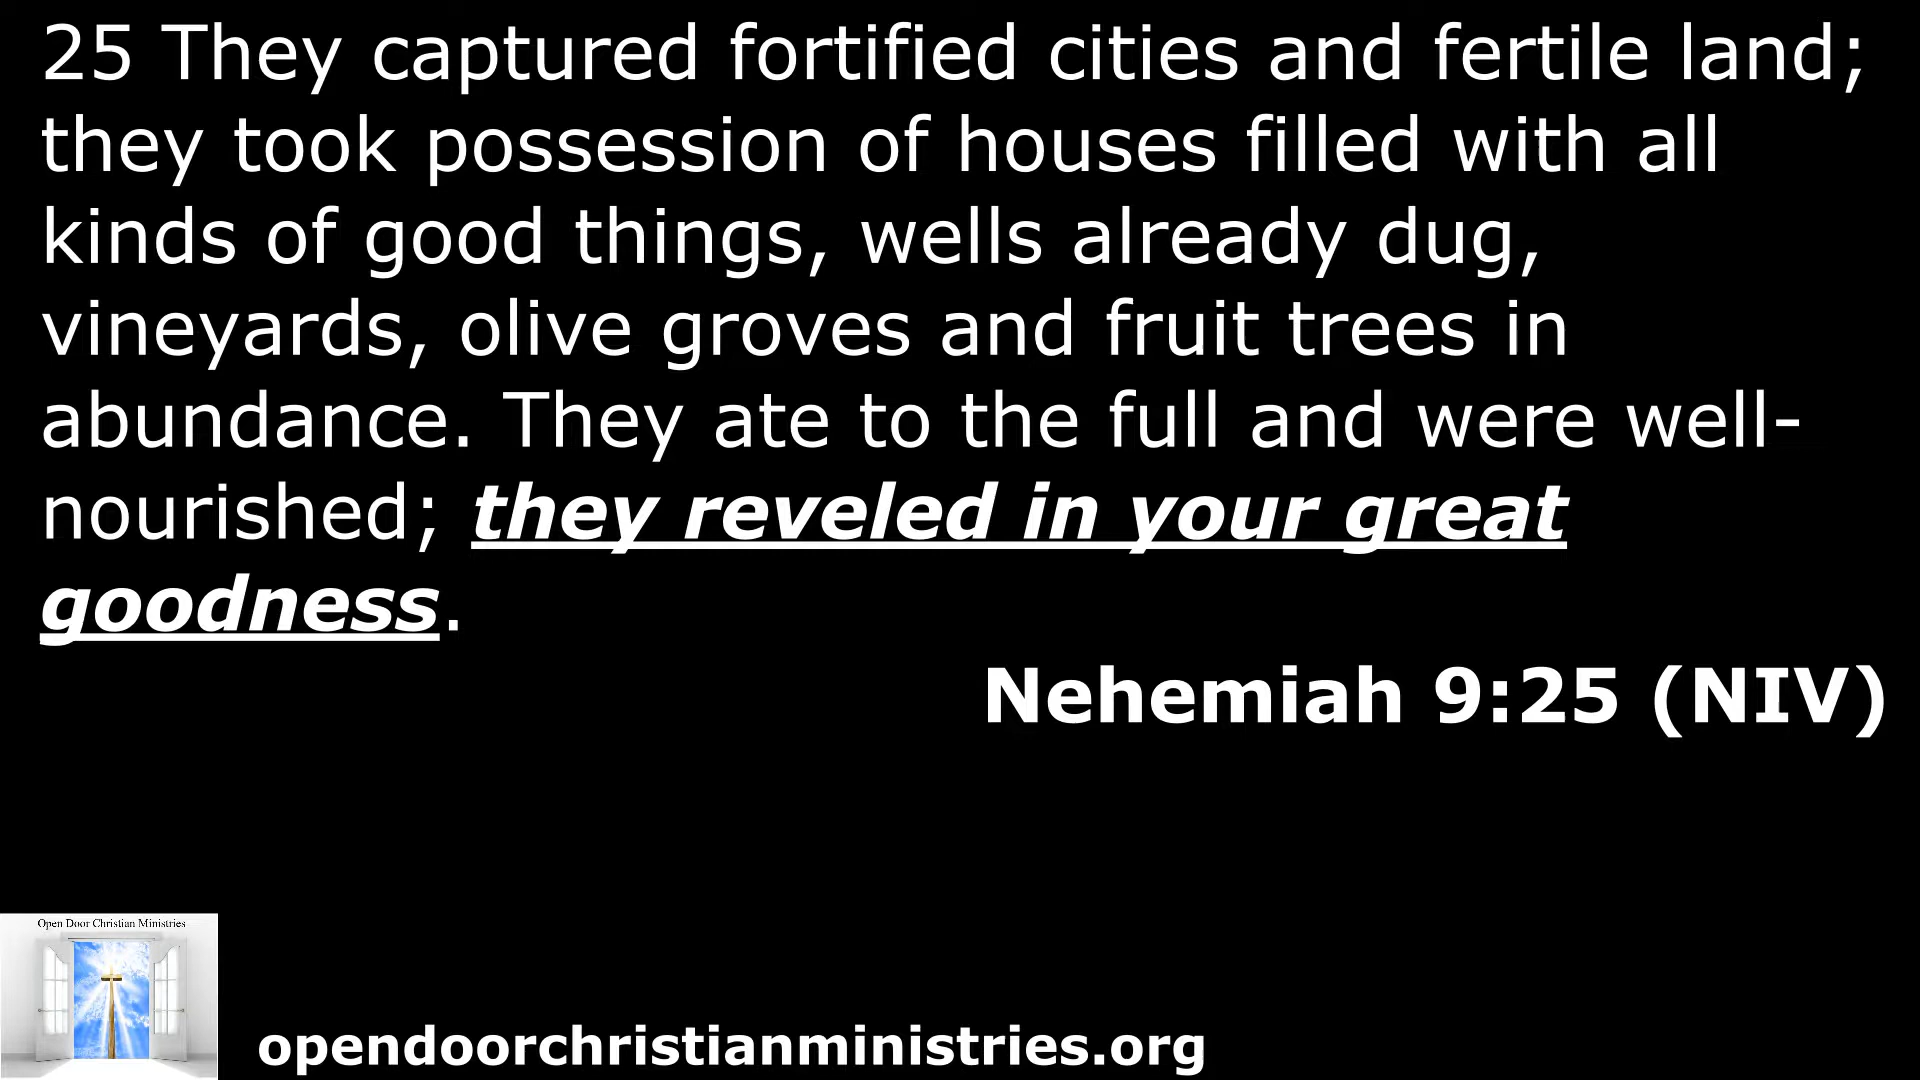 25 They captured fortified cities and fertile land;
they took possession of houses filled with all
kinds of good things, wells already dug,
vineyards, olive groves and fruit trees in
abundance. They ate to the full and were well-
nourished; they reveled in your great
goodness.
Nehemiah 9:25 (NIV)
Open Door Christian Ministries
opendoorchristianministries.org